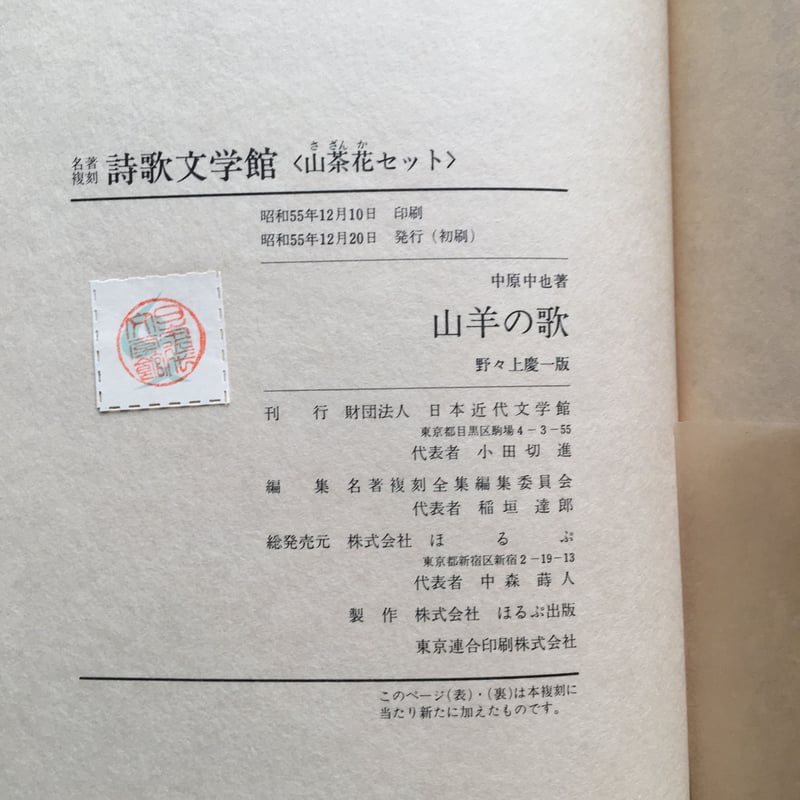 名著複刻 詩歌文学館〈山茶花セット〉
さざんか
昭和55年12月10日 印刷
昭和55年12月20日 発行(初刷)
中原中也著
山羊の歌
野々上慶一版
刊行 財団法人 日本近代文学館
東京都目黒区駒場4-3-55
代表者 小田切進
編集 名著複刻全集編集委員会
代表者 稲垣達郎
総発売元 株式会社 ほるぷ
東京都新宿区新宿2-19-13
代表者 中森蒔人
製作 株式会社 ほるぷ出版
東京連合印刷株式会社
このページ(表)・(裏)は本複刻に
当たり新たに加えたものです。